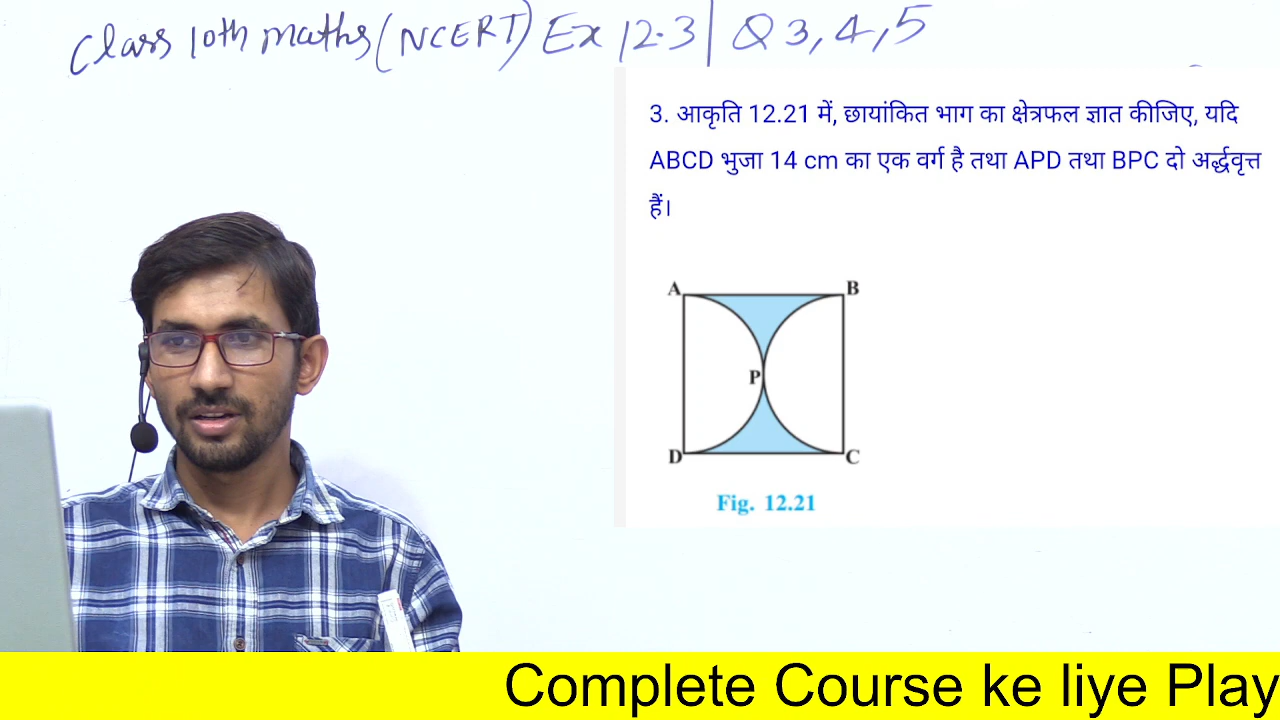 Class 10th maths (NCERT) Ex 12.3 | Q 3, 4, 5
3. आकृति 12.21 में, छायांकित भाग का क्षेत्रफल ज्ञात कीजिए, यदि
ABCD भुजा 14 cm का एक वर्ग है तथा APD तथा BPC दो अर्द्धवृत्त
हैं।
A B
P
D C
Fig. 12.21
Complete Course ke liye Play